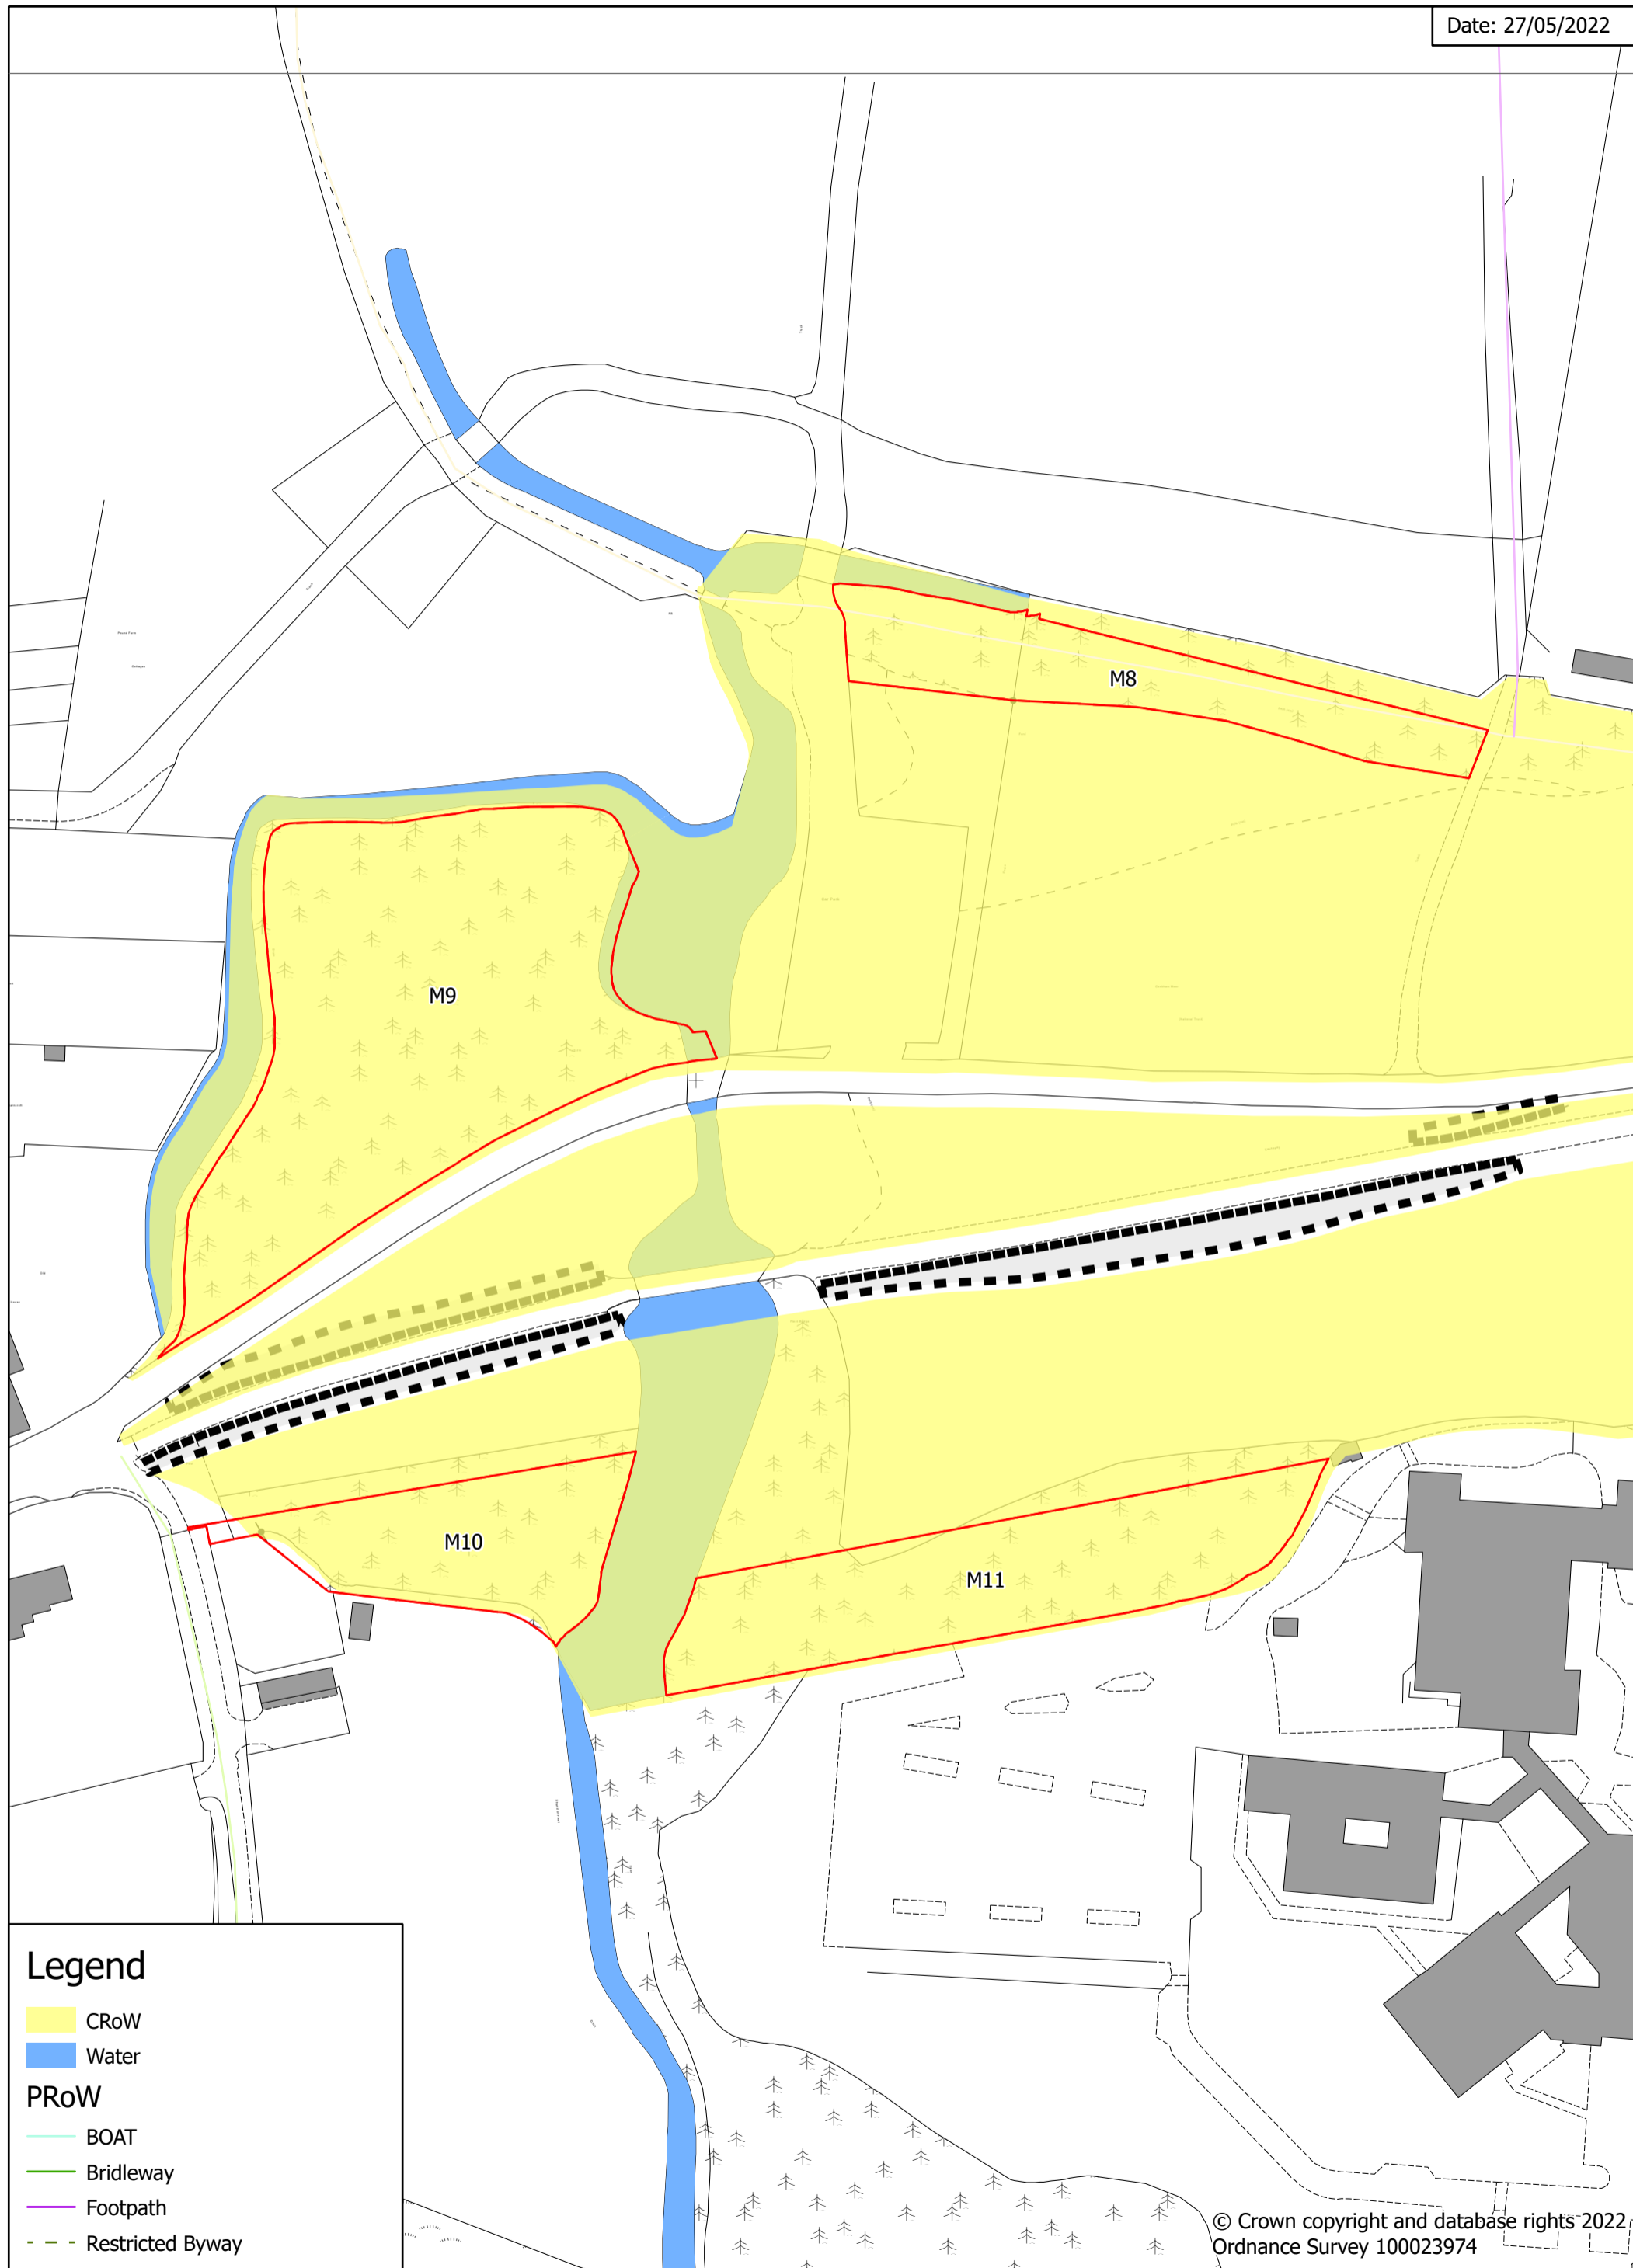 Date: 27/05/2022
M8
M9
M10
M11
Legend
CRoW
Water
PRoW
BOAT
Bridleway
Footpath
Restricted Byway
© Crown copyright and database rights 2022
Ordnance Survey 100023974